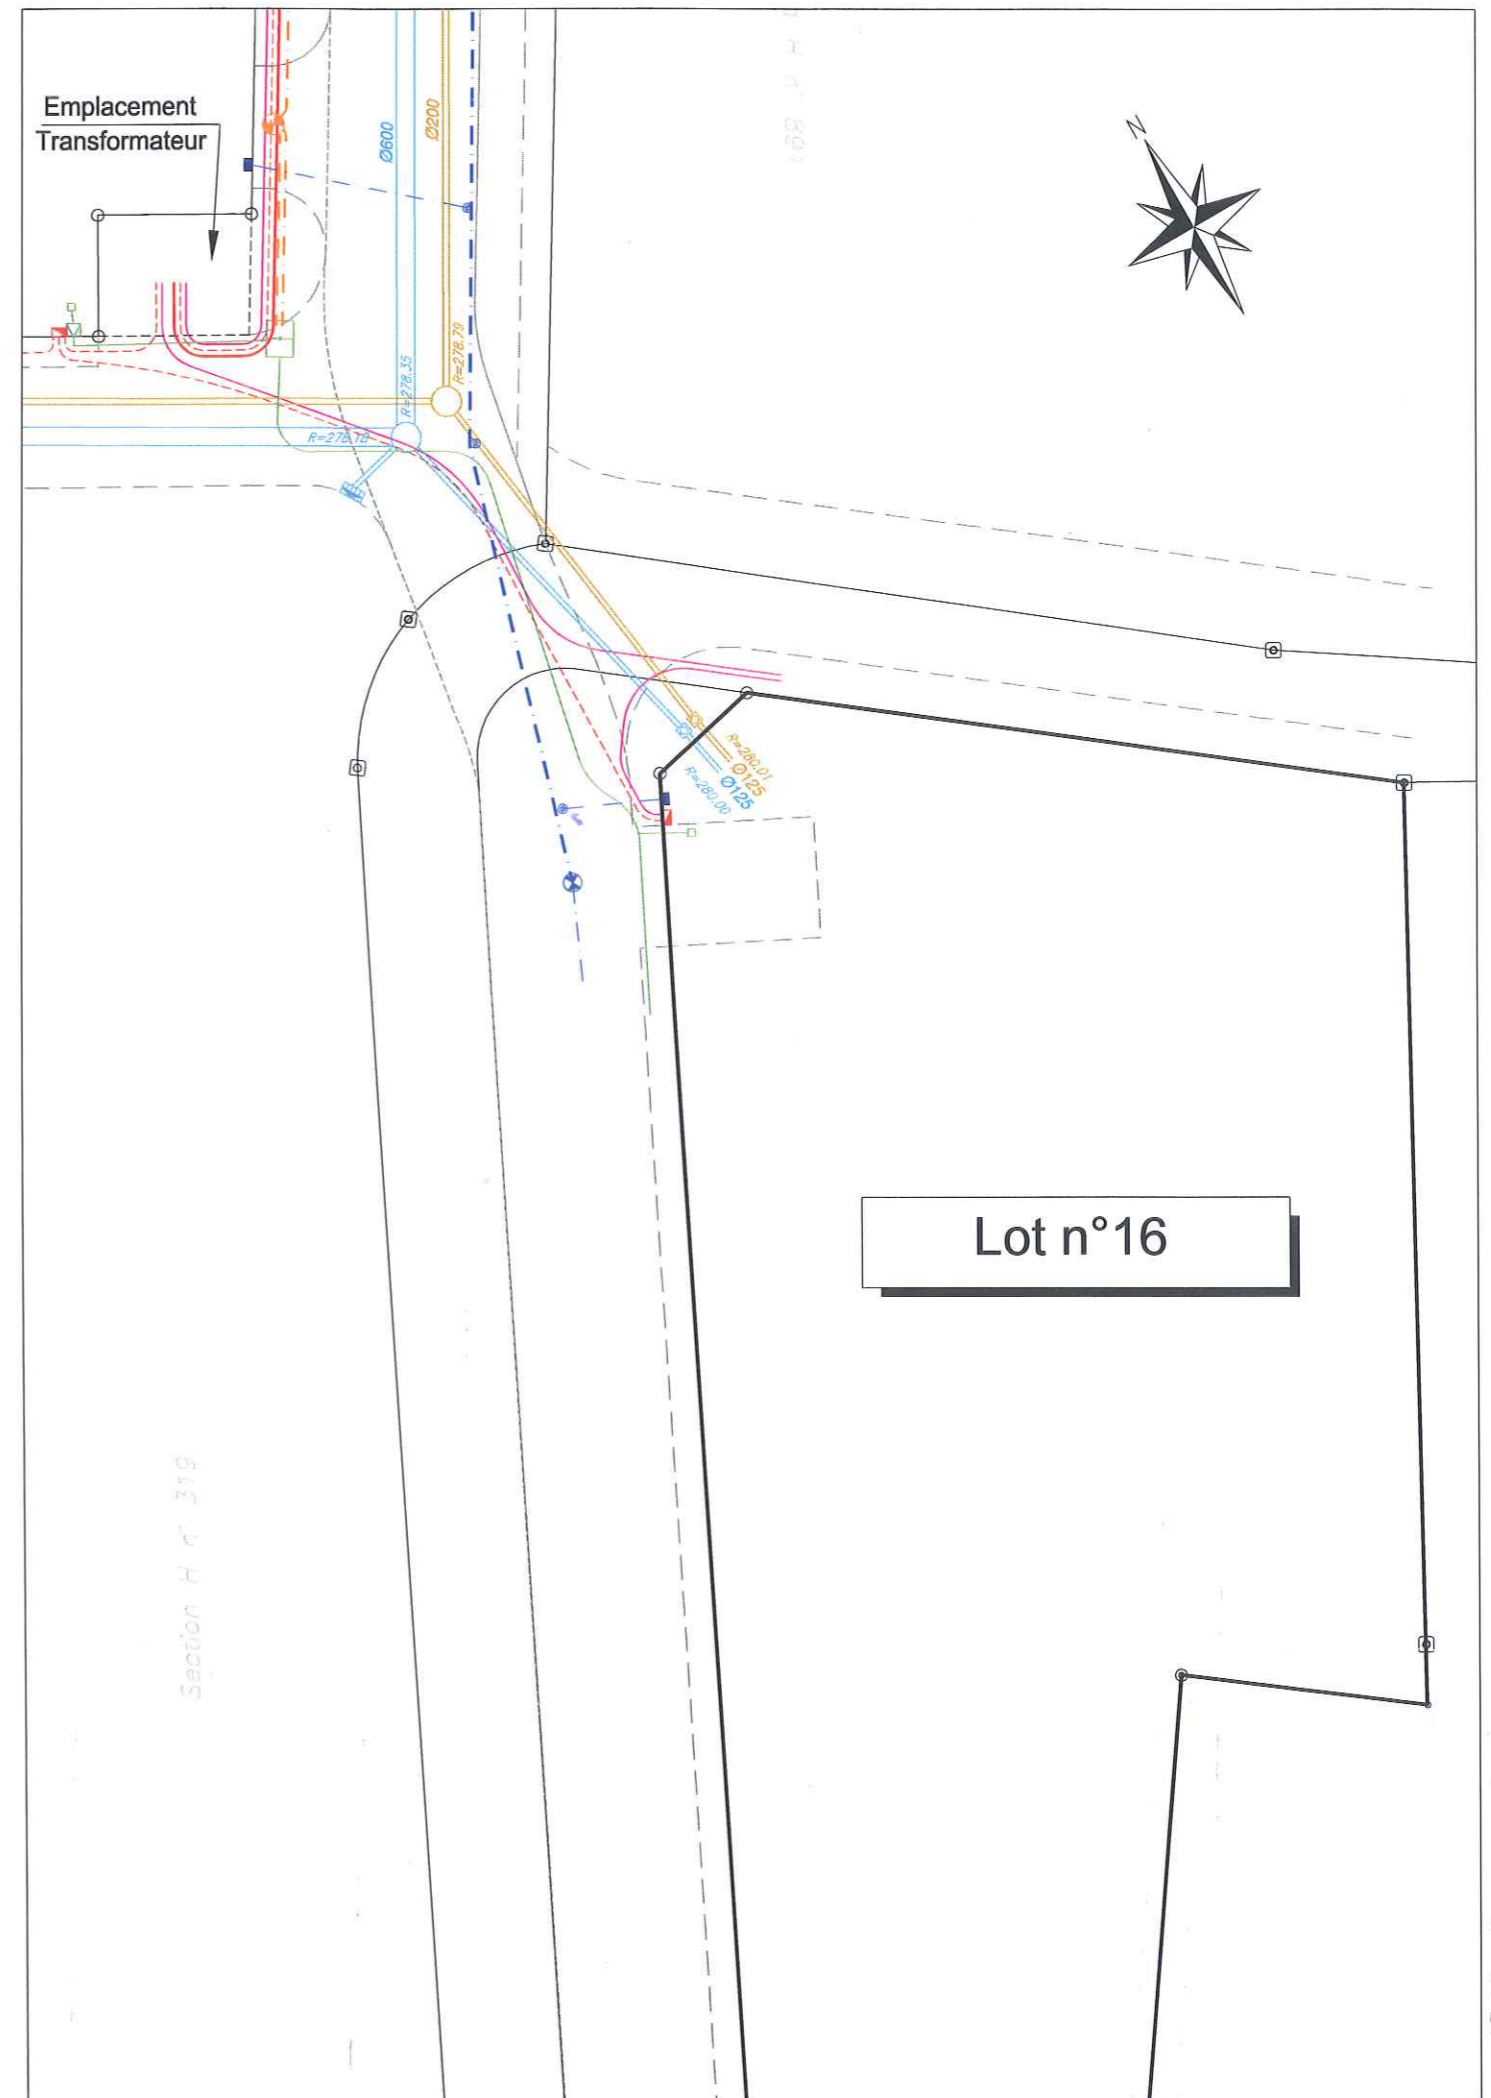 Emplacement
Transformateur
Ø600
Ø200
N
R=278.79
R=278.35
R=278.18
R=280.01
Ø125
Ø125
R=280.00
Lot n°16
Section H n° 319